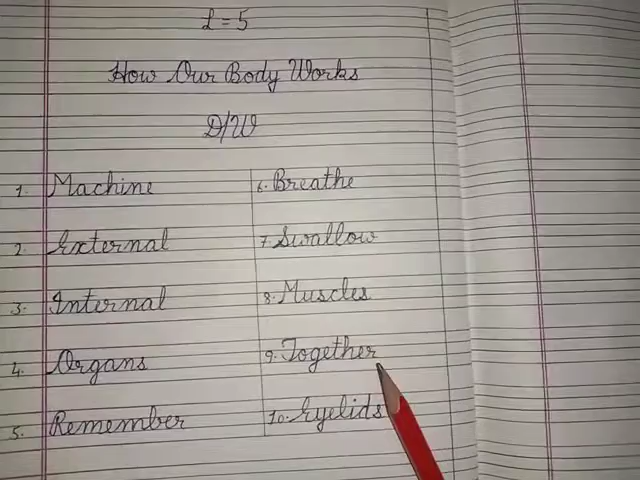 L=5
How Our Body Works
D/W
1. Machine
2. External
3. Internal
4. Organs
5. Remember
6. Breathe
7. Swallow
8. Muscles
9. Together
10. Eyelids